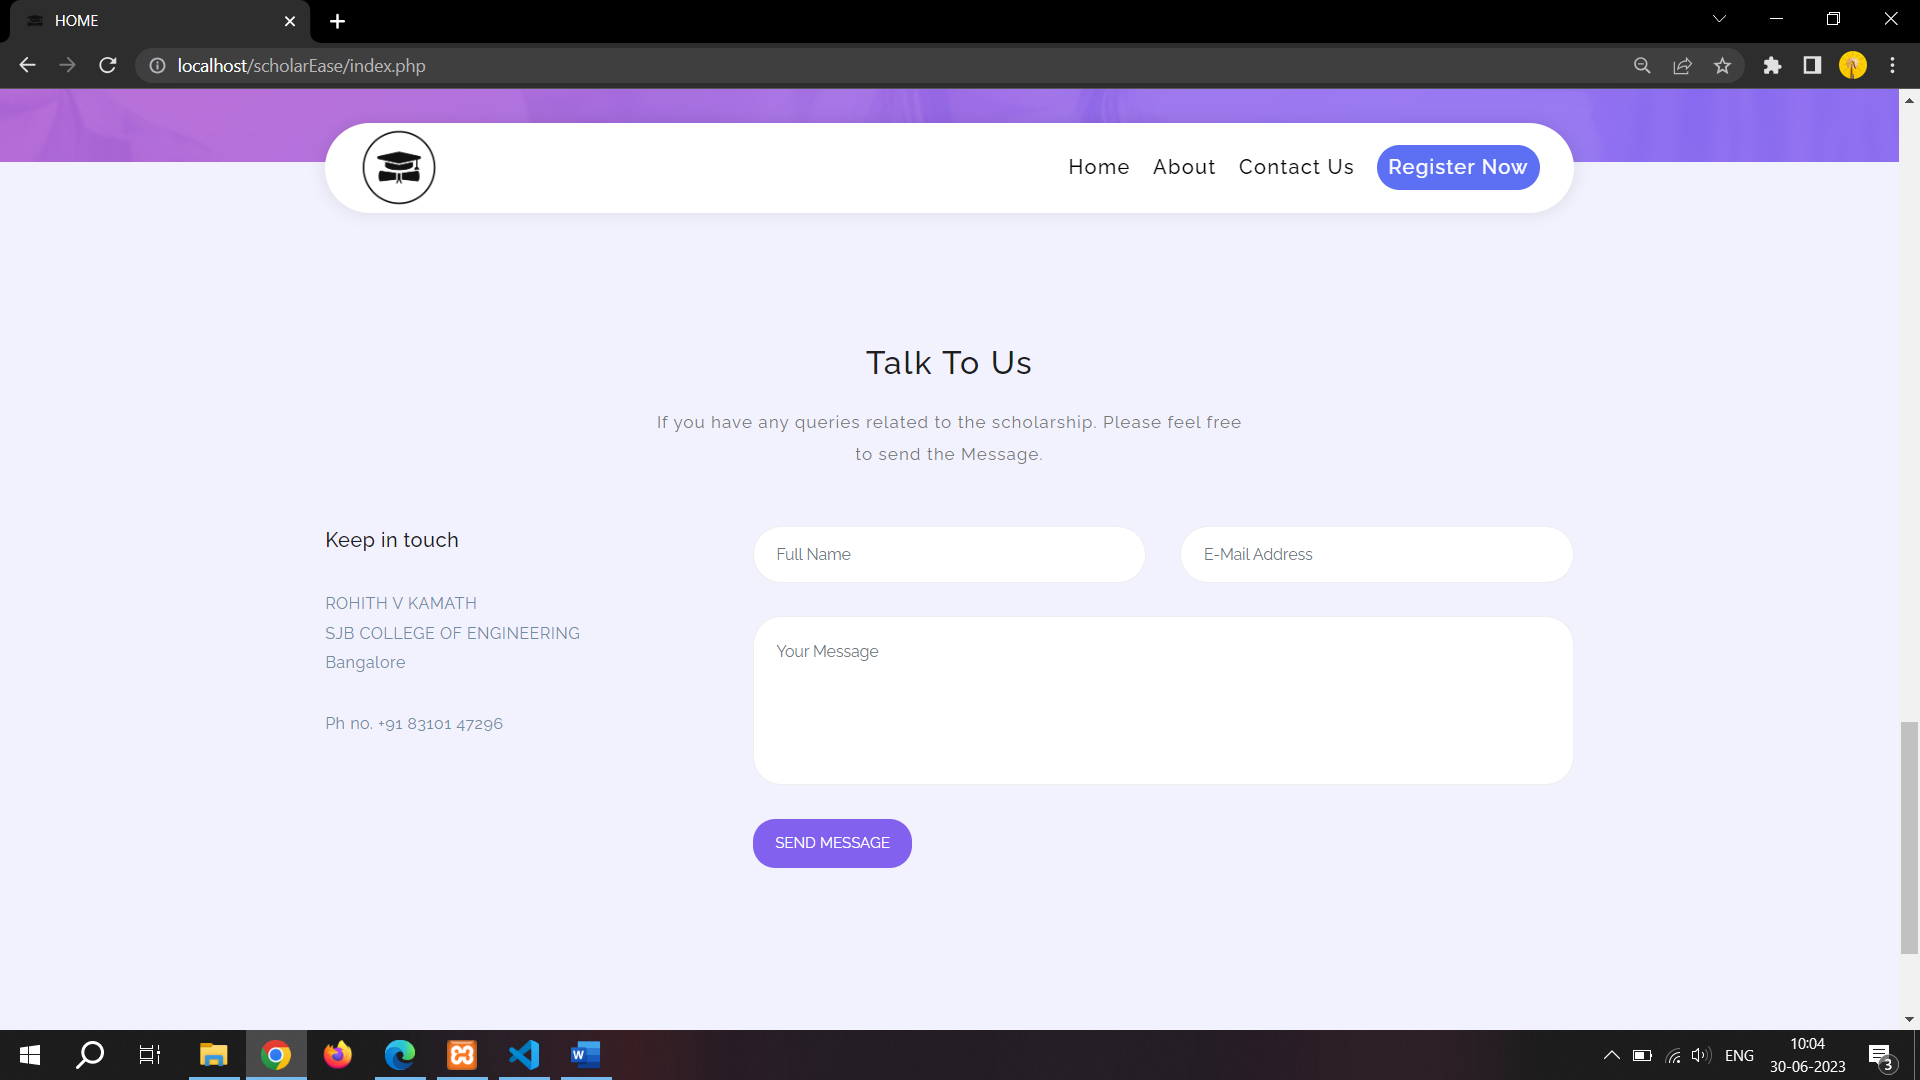 HOME
localhost/scholarEase/index.php
Home About Contact Us Register Now
Talk To Us
If you have any queries related to the scholarship. Please feel free
to send the Message.
Keep in touch
ROHITH V KAMATH
SJB COLLEGE OF ENGINEERING
Bangalore
Ph no. +91 83101 47296
Full Name
E-Mail Address
Your Message
SEND MESSAGE
W
ENG
10:04
30-06-2023
3